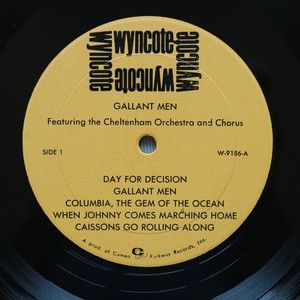 wyncote wyncote wyncote wyncote
GALLANT MEN
Featuring the Cheltenham Orchestra and Chorus
SIDE 1 W-9186-A
DAY FOR DECISION
GALLANT MEN
COLUMBIA, THE GEM OF THE OCEAN
WHEN JOHNNY COMES MARCHING HOME
CAISSONS GO ROLLING ALONG
A prod. of Cameo Parkway Records, Inc.